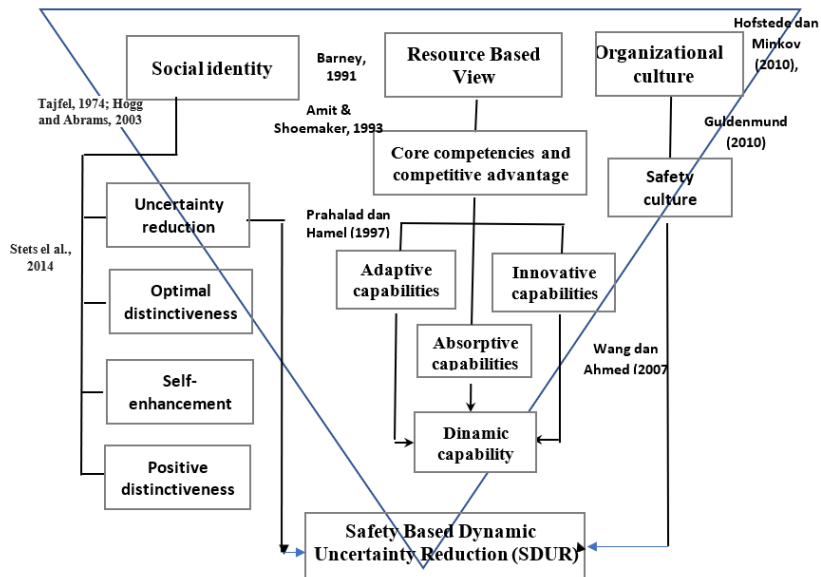 Social identity
Barney,
1991
Resource Based
View
Organizational
culture
Hofstede dan
Minkov
(2010),
Tajfel, 1974; Hogg
and Abrams, 2003
Amit &
Shoemaker, 1993
Core competencies and
competitive advantage
Guldenmund
(2010)
Safety
culture
Uncertainty
reduction
Prahalad dan
Hamel (1997)
Stets el al.,
2014
Adaptive
capabilities
Innovative
capabilities
Optimal
distinctiveness
Absorptive
capabilities
Wang dan
Ahmed (2007
Self-
enhancement
Dinamic
capability
Positive
distinctiveness
Safety Based Dynamic
Uncertainty Reduction (SDUR)